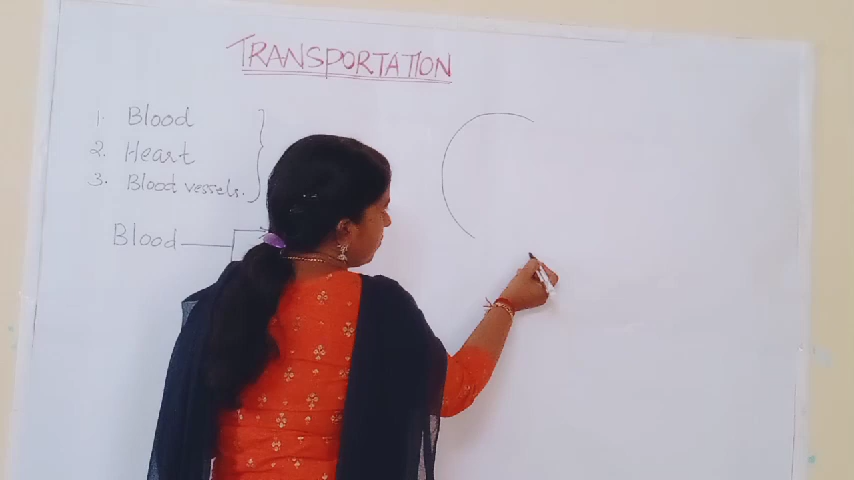 TRANSPORTATION
1. Blood
2. Heart
3. Blood vessels.
Blood